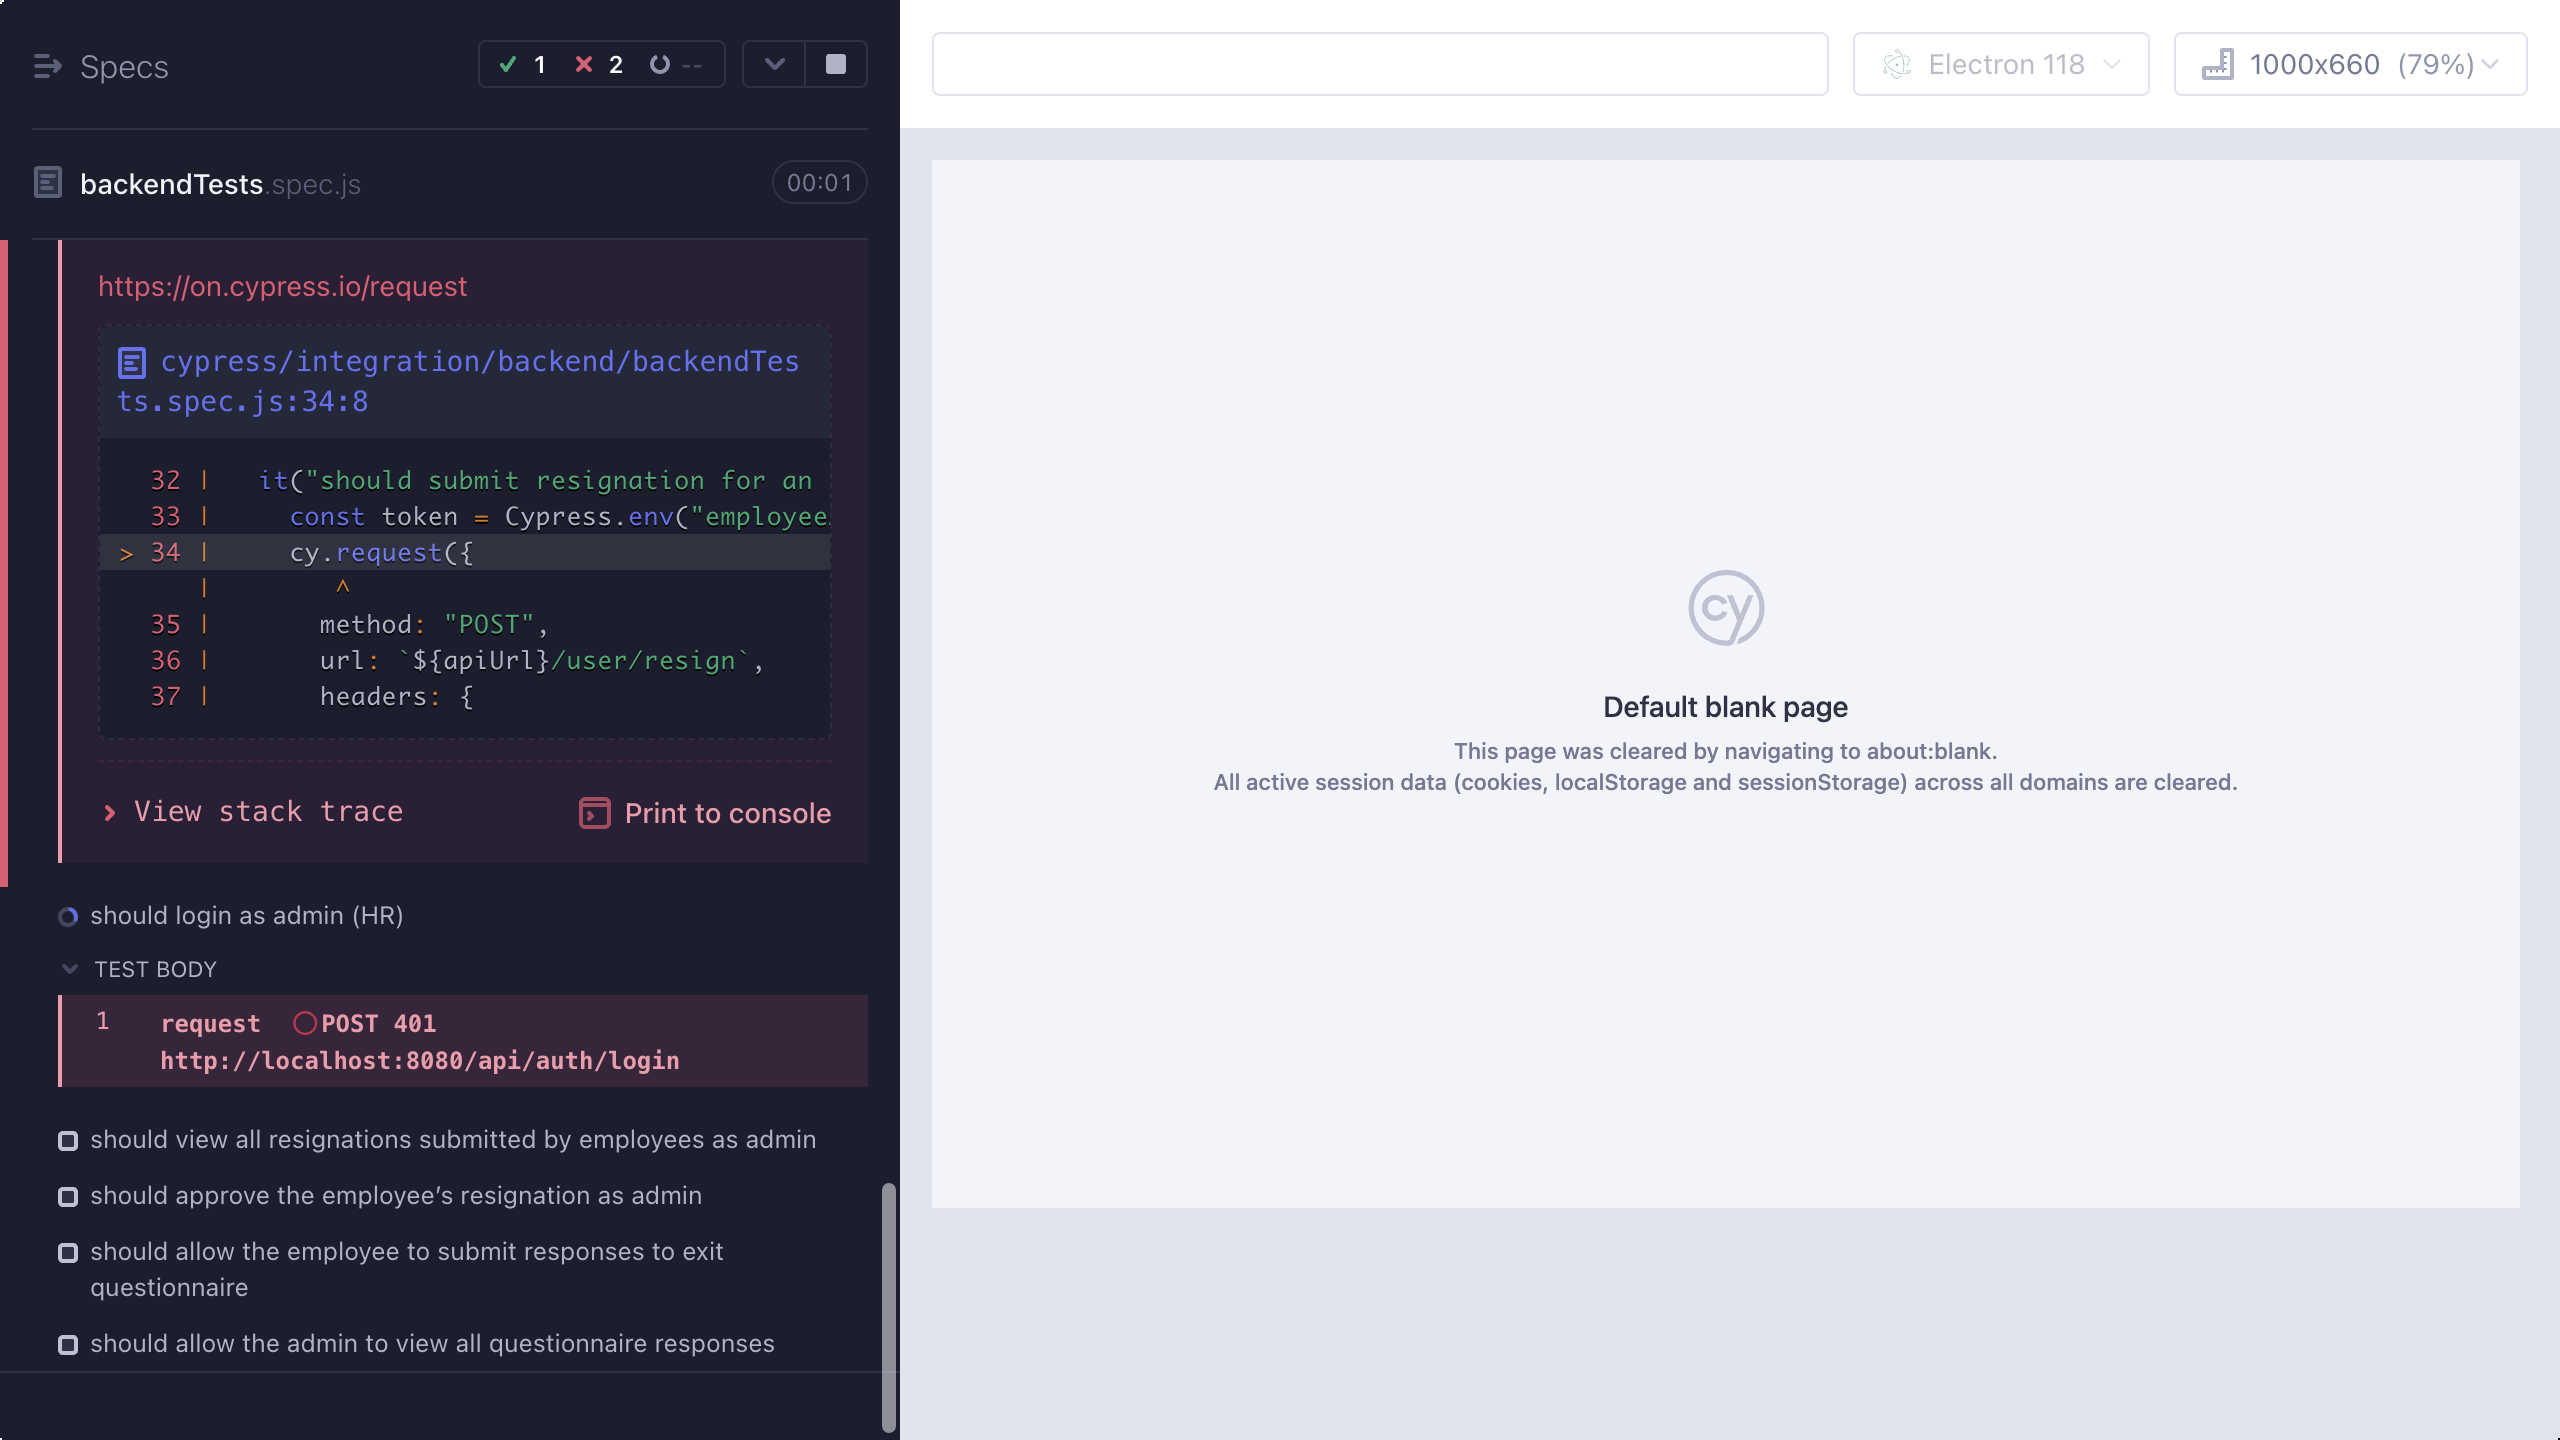 Specs
1 2 --
backendTests.spec.js
00:01
https://on.cypress.io/request
cypress/integration/backend/backendTes
ts.spec.js:34:8
32 | it("should submit resignation for an
33 | const token = Cypress.env("employee
> 34 | cy.request({
| ^
35 | method: "POST",
36 | url: `${apiUrl}/user/resign`,
37 | headers: {
View stack trace
Print to console
should login as admin (HR)
TEST BODY
1 request POST 401
http://localhost:8080/api/auth/login
should view all resignations submitted by employees as admin
should approve the employee’s resignation as admin
should allow the employee to submit responses to exit
questionnaire
should allow the admin to view all questionnaire responses
Electron 118
1000x660 (79%)
cy
Default blank page
This page was cleared by navigating to about:blank.
All active session data (cookies, localStorage and sessionStorage) across all domains are cleared.